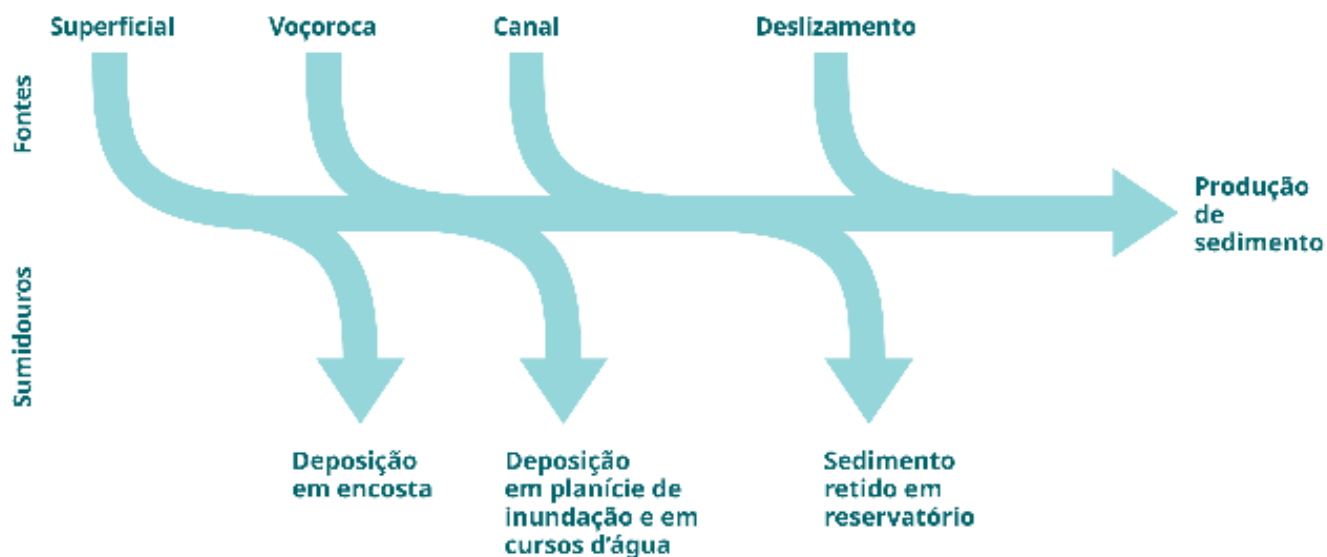 Superficial
Voçoroca
Canal
Deslizamento
Fontes
Produção
de
sedimento
Sumidouros
Deposição
em encosta
Deposição
em planície de
inundação e em
cursos d'água
Sedimento
retido em
reservatório